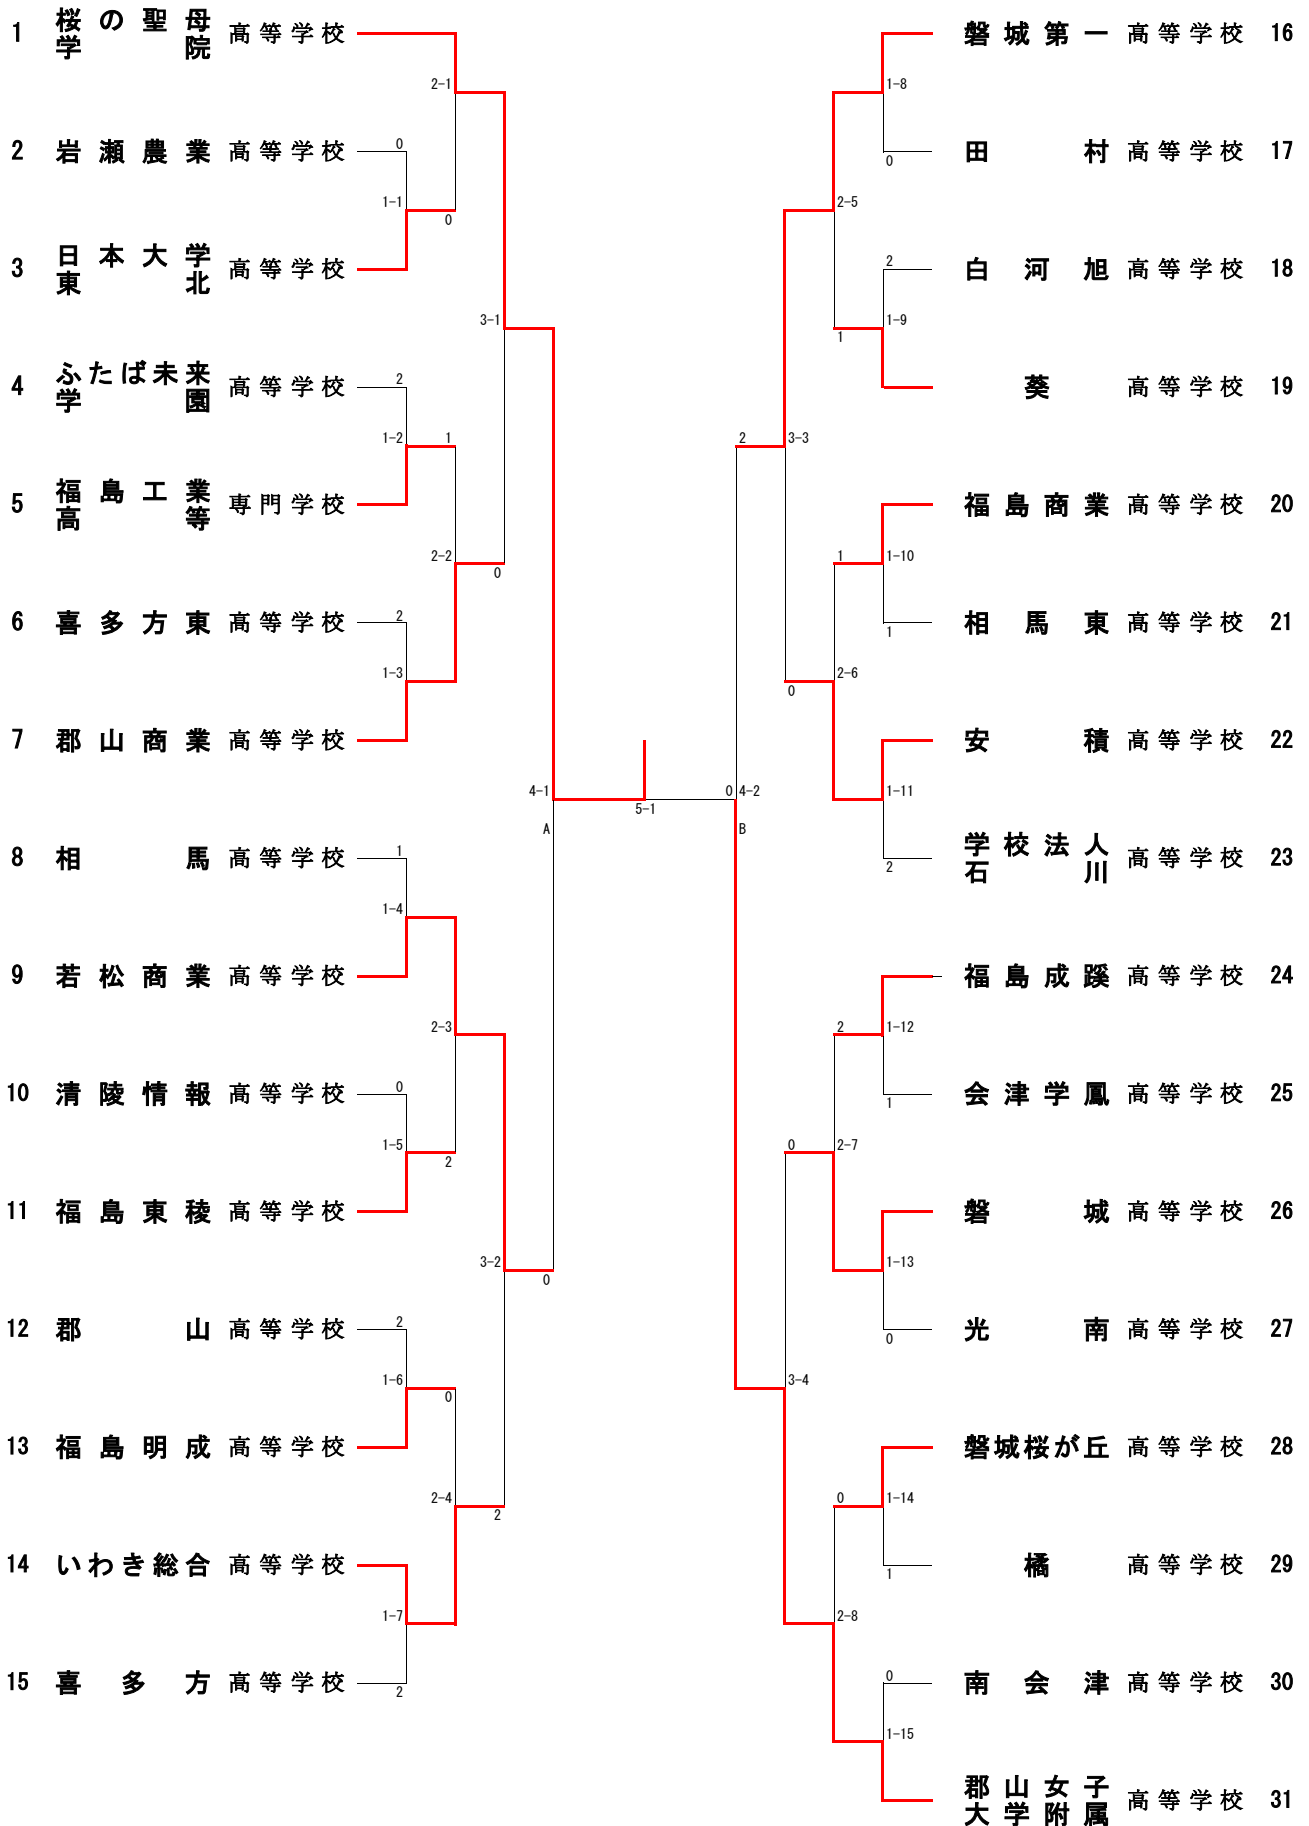 1 桜の聖母学院 高等学校
2-1
2 岩瀬農業 高等学校
0
1-1
0
3 日本大学東北 高等学校
3-1
4 ふたば未来学園 高等学校
2
1-2
1
5 福島工業高等 専門学校
2-2
0
6 喜多方東 高等学校
2
1-3
7 郡山商業 高等学校
4-1
A
8 相馬 高等学校
1
1-4
9 若松商業 高等学校
2-3
10 清陵情報 高等学校
0
1-5
2
11 福島東稜 高等学校
3-2
0
12 郡山 高等学校
2
1-6
0
13 福島明成 高等学校
2-4
2
14 いわき総合 高等学校
1-7
15 喜多方 高等学校
2
5-1
磐城第一 高等学校 16
1-8
田村 高等学校 17
0
2-5
白河旭 高等学校 18
2
1-9
1
葵 高等学校 19
2
3-3
福島商業 高等学校 20
1
1-10
相馬東 高等学校 21
1
2-6
0
安積 高等学校 22
0
4-2
B
1-11
学校法人石川 高等学校 23
2
福島成蹊 高等学校 24
2
1-12
会津学鳳 高等学校 25
1
0
2-7
磐城 高等学校 26
1-13
光南 高等学校 27
0
3-4
磐城桜が丘 高等学校 28
0
1-14
橘 高等学校 29
1
2-8
南会津 高等学校 30
0
1-15
郡山女子大学附属 高等学校 31